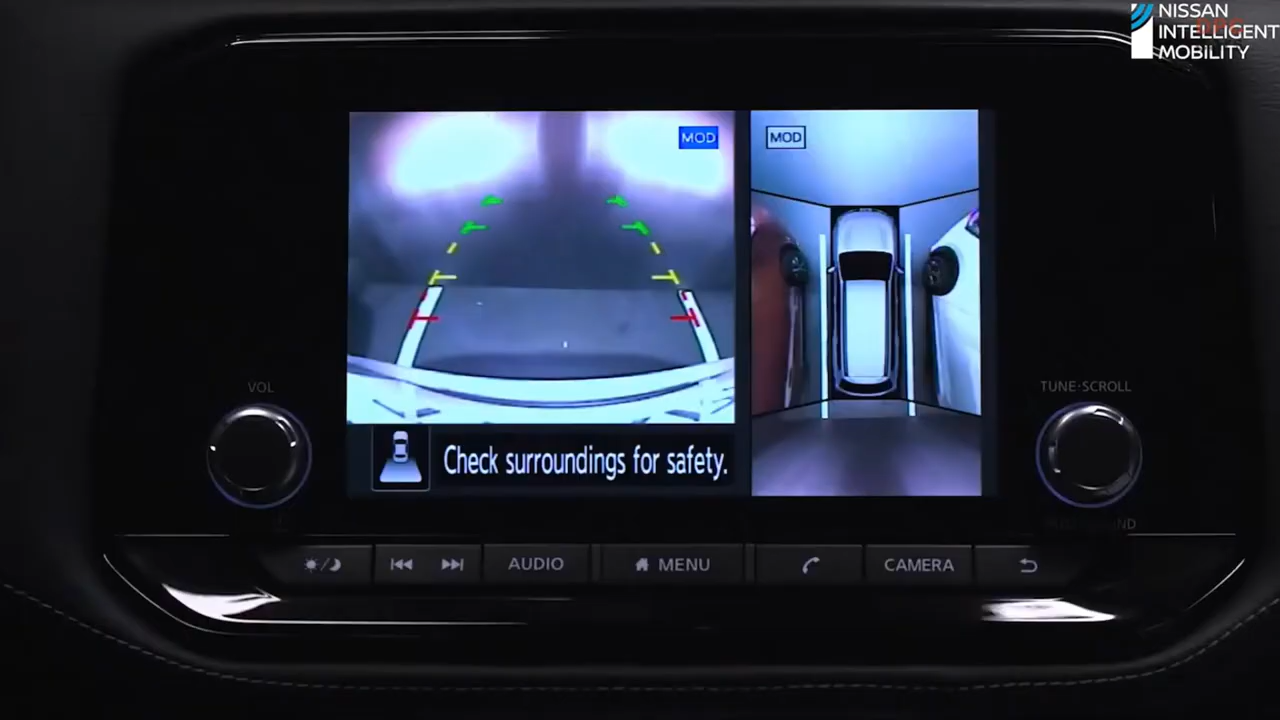 NISSAN
INTELLIGENT
MOBILITY
MOD
MOD
VOL
TUNE·SCROLL
Check surroundings for safety.
AUDIO
MENU
CAMERA